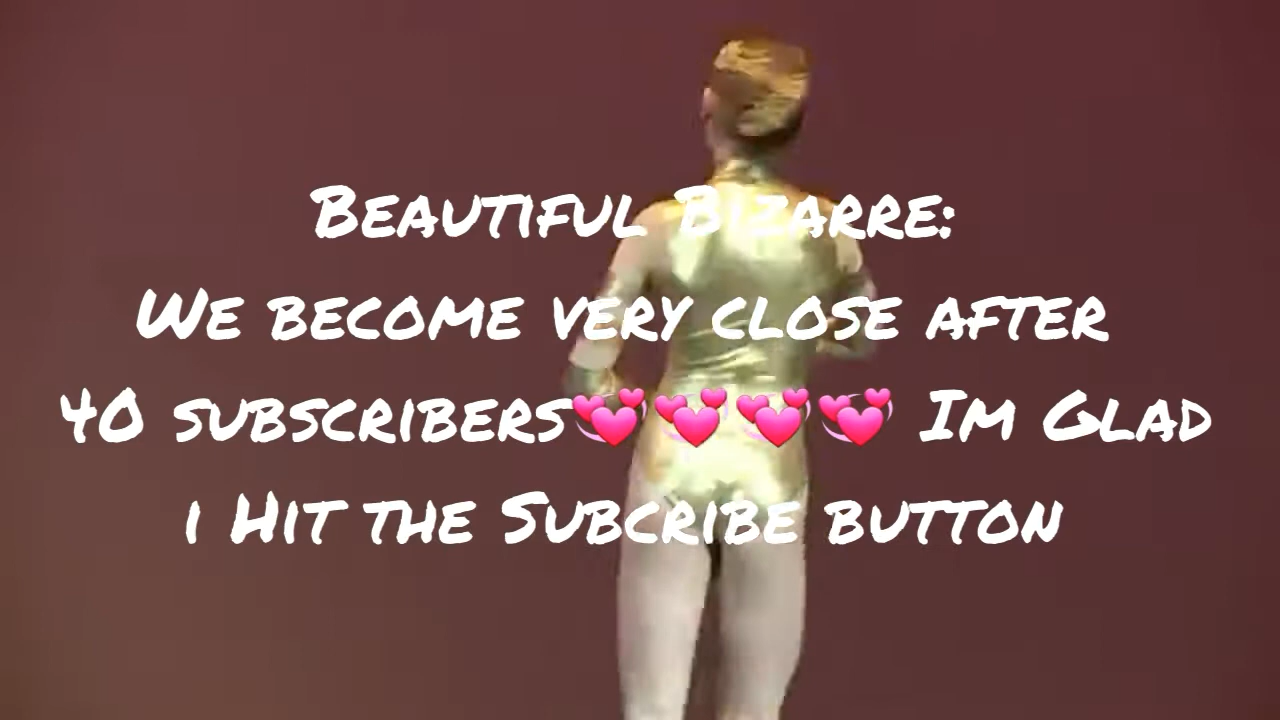 Beautiful Bizarre:
We become very close after
40 subscribers💞💞💞💞 Im Glad
i Hit the Subcribe button